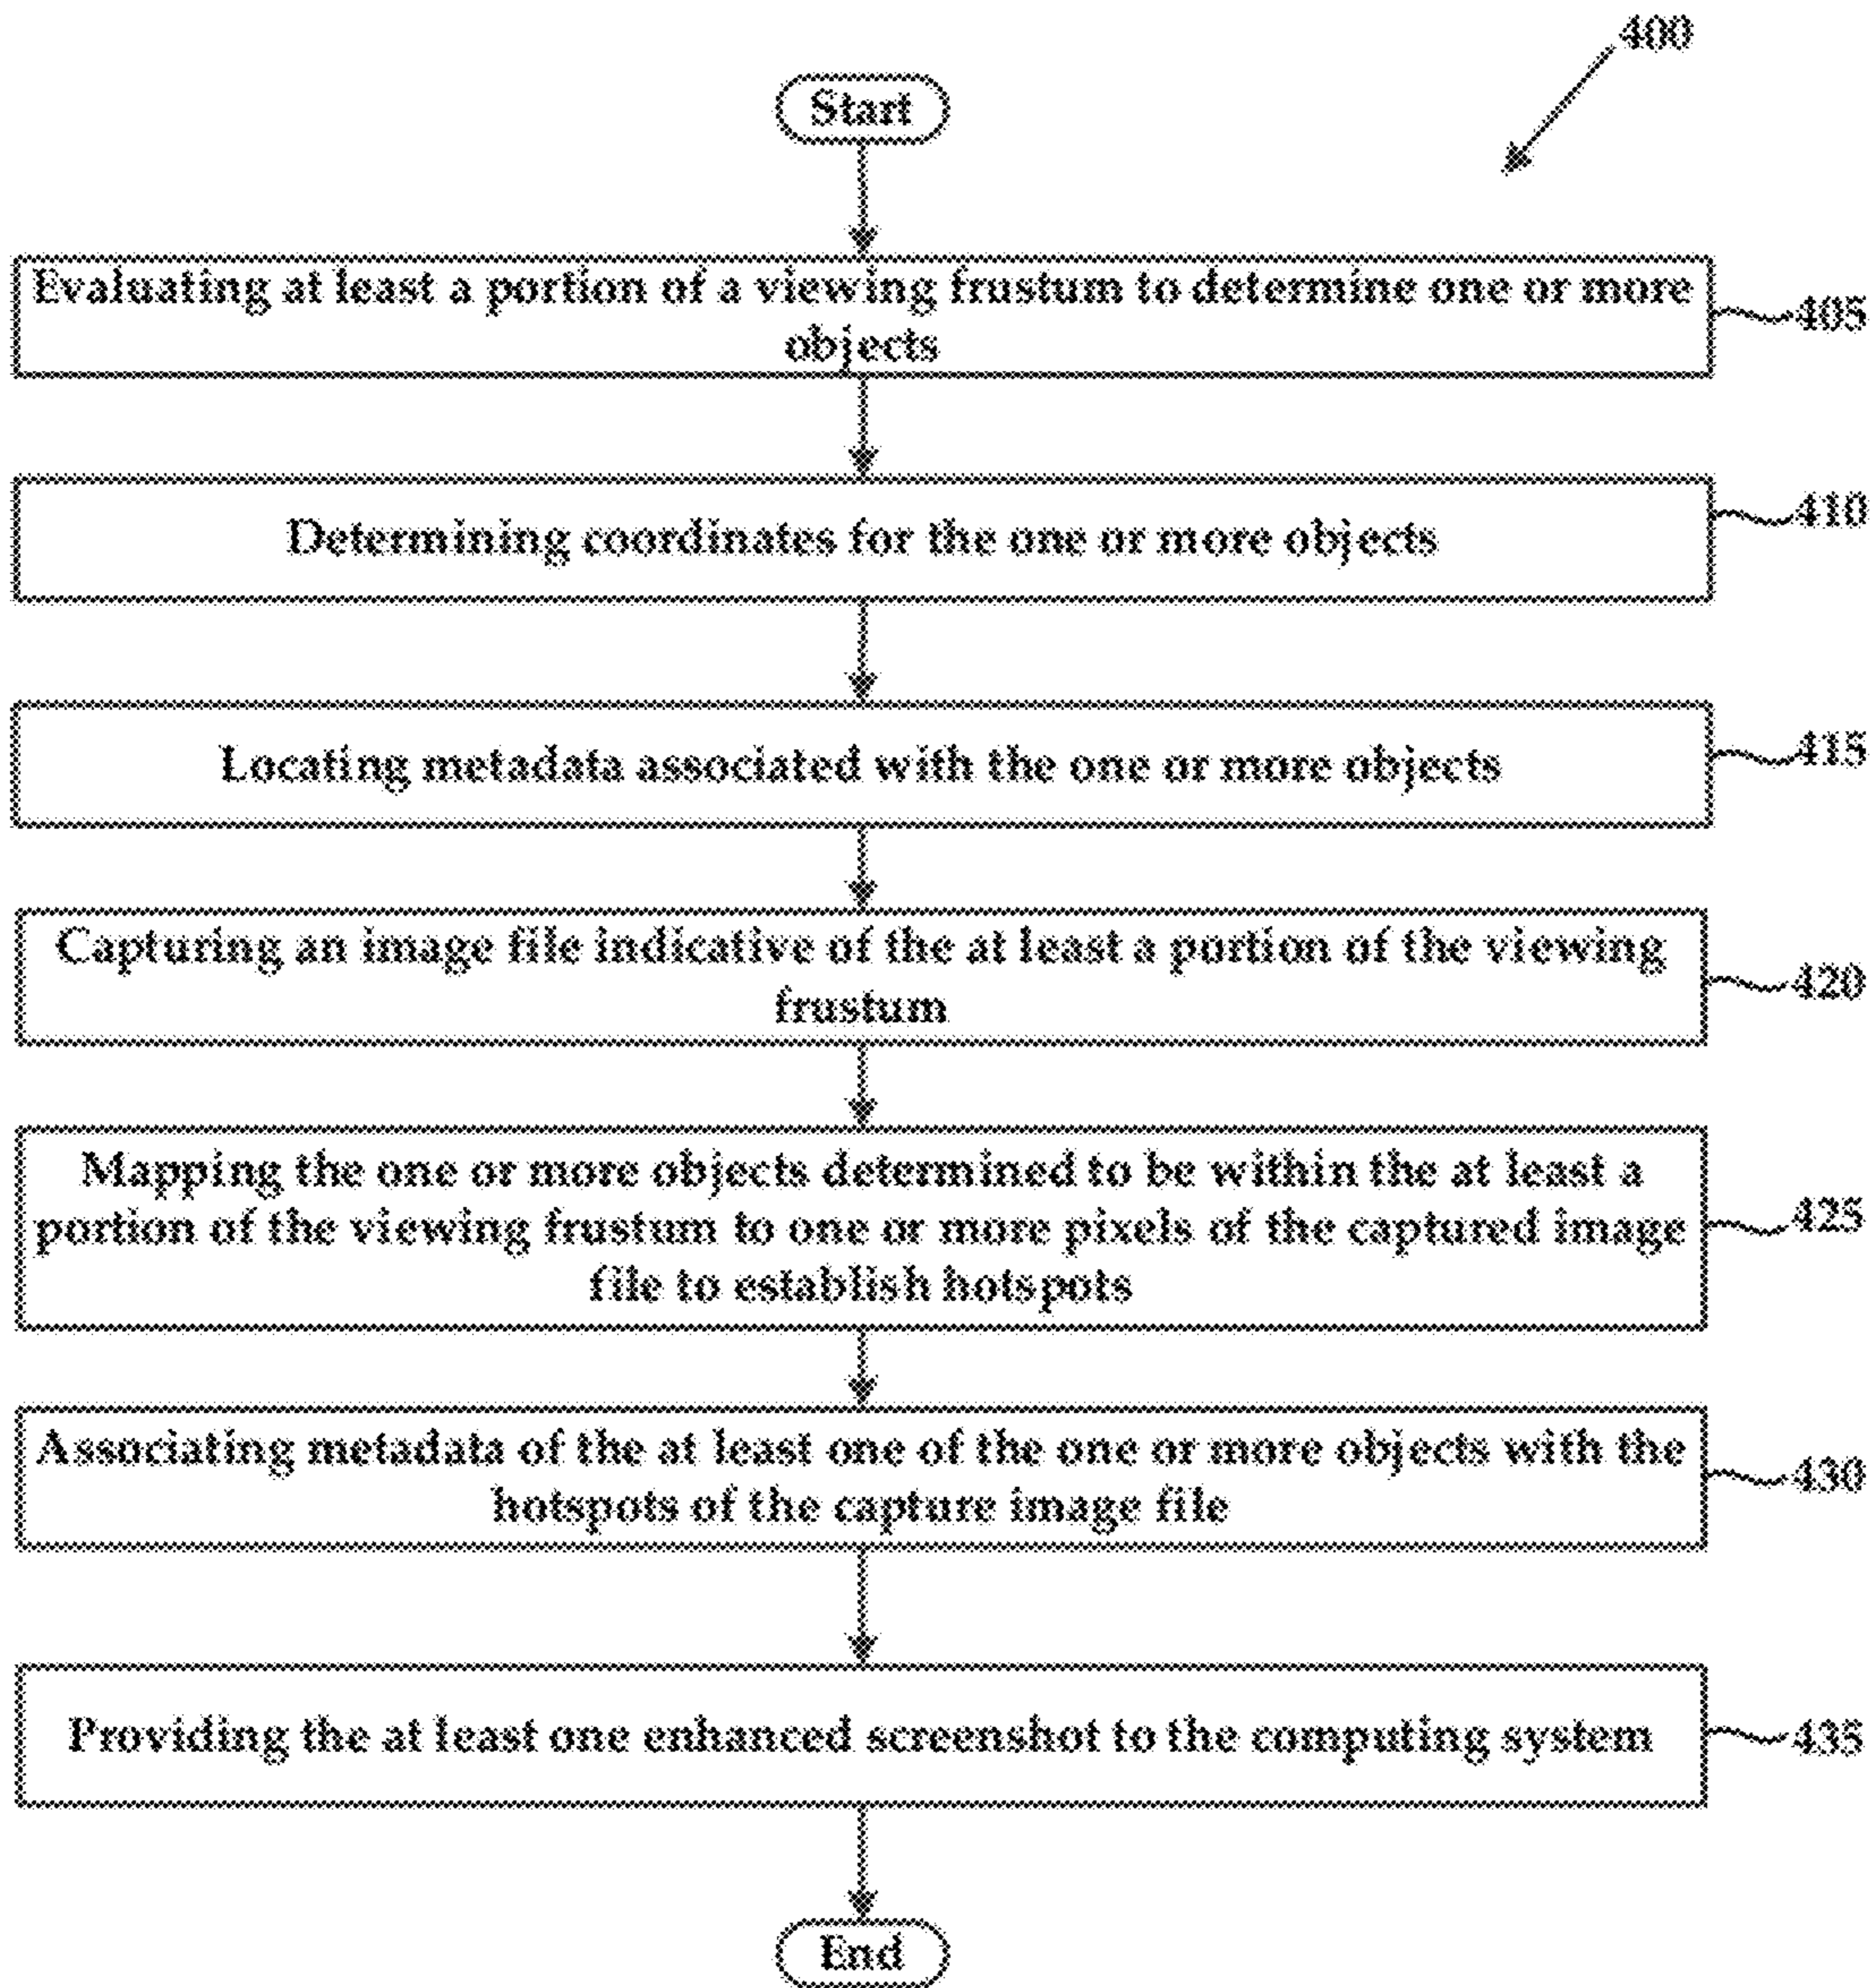 400
Start
Evaluating at least a portion of a viewing frustum to determine one or more
objects
405
Determining coordinates for the one or more objects
410
Locating metadata associated with the one or more objects
415
Capturing an image file indicative of the at least a portion of the viewing
frustum
420
Mapping the one or more objects determined to be within the at least a
portion of the viewing frustum to one or more pixels of the captured image
file to establish hotspots
425
Associating metadata of the at least one of the one or more objects with the
hotspots of the capture image file
430
Providing the at least one enhanced screenshot to the computing system
435
End